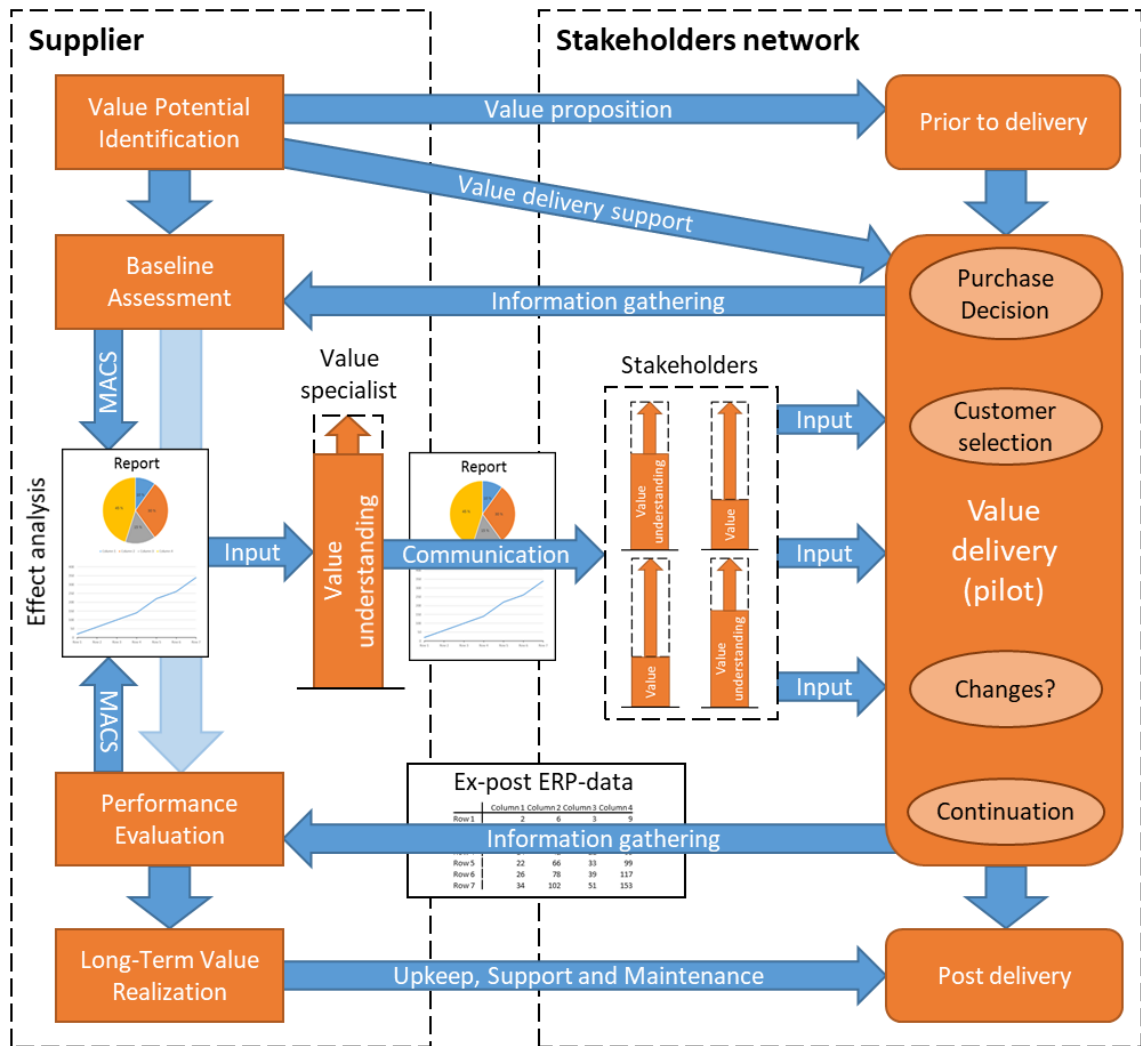 Supplier
Stakeholders network
Value Potential
Identification
Value proposition
Prior to delivery
Value delivery support
Baseline
Assessment
Information gathering
Purchase
Decision
MACS
Value
specialist
Stakeholders
Input
Customer
selection
Effect analysis
Report
Input
Value
understanding
Report
Communication
Value
understanding
Value
Value
Value
understanding
Input
Value
delivery
(pilot)
Input
Changes?
MACS
Performance
Evaluation
Ex-post ERP-data
Column 1 Column 2 Column 3 Column 4
Row 1 2 6 3 9
Information gathering
Row 5 22 66 33 99
Row 6 26 78 39 117
Row 7 34 102 51 153
Continuation
Long-Term Value
Realization
Upkeep, Support and Maintenance
Post delivery